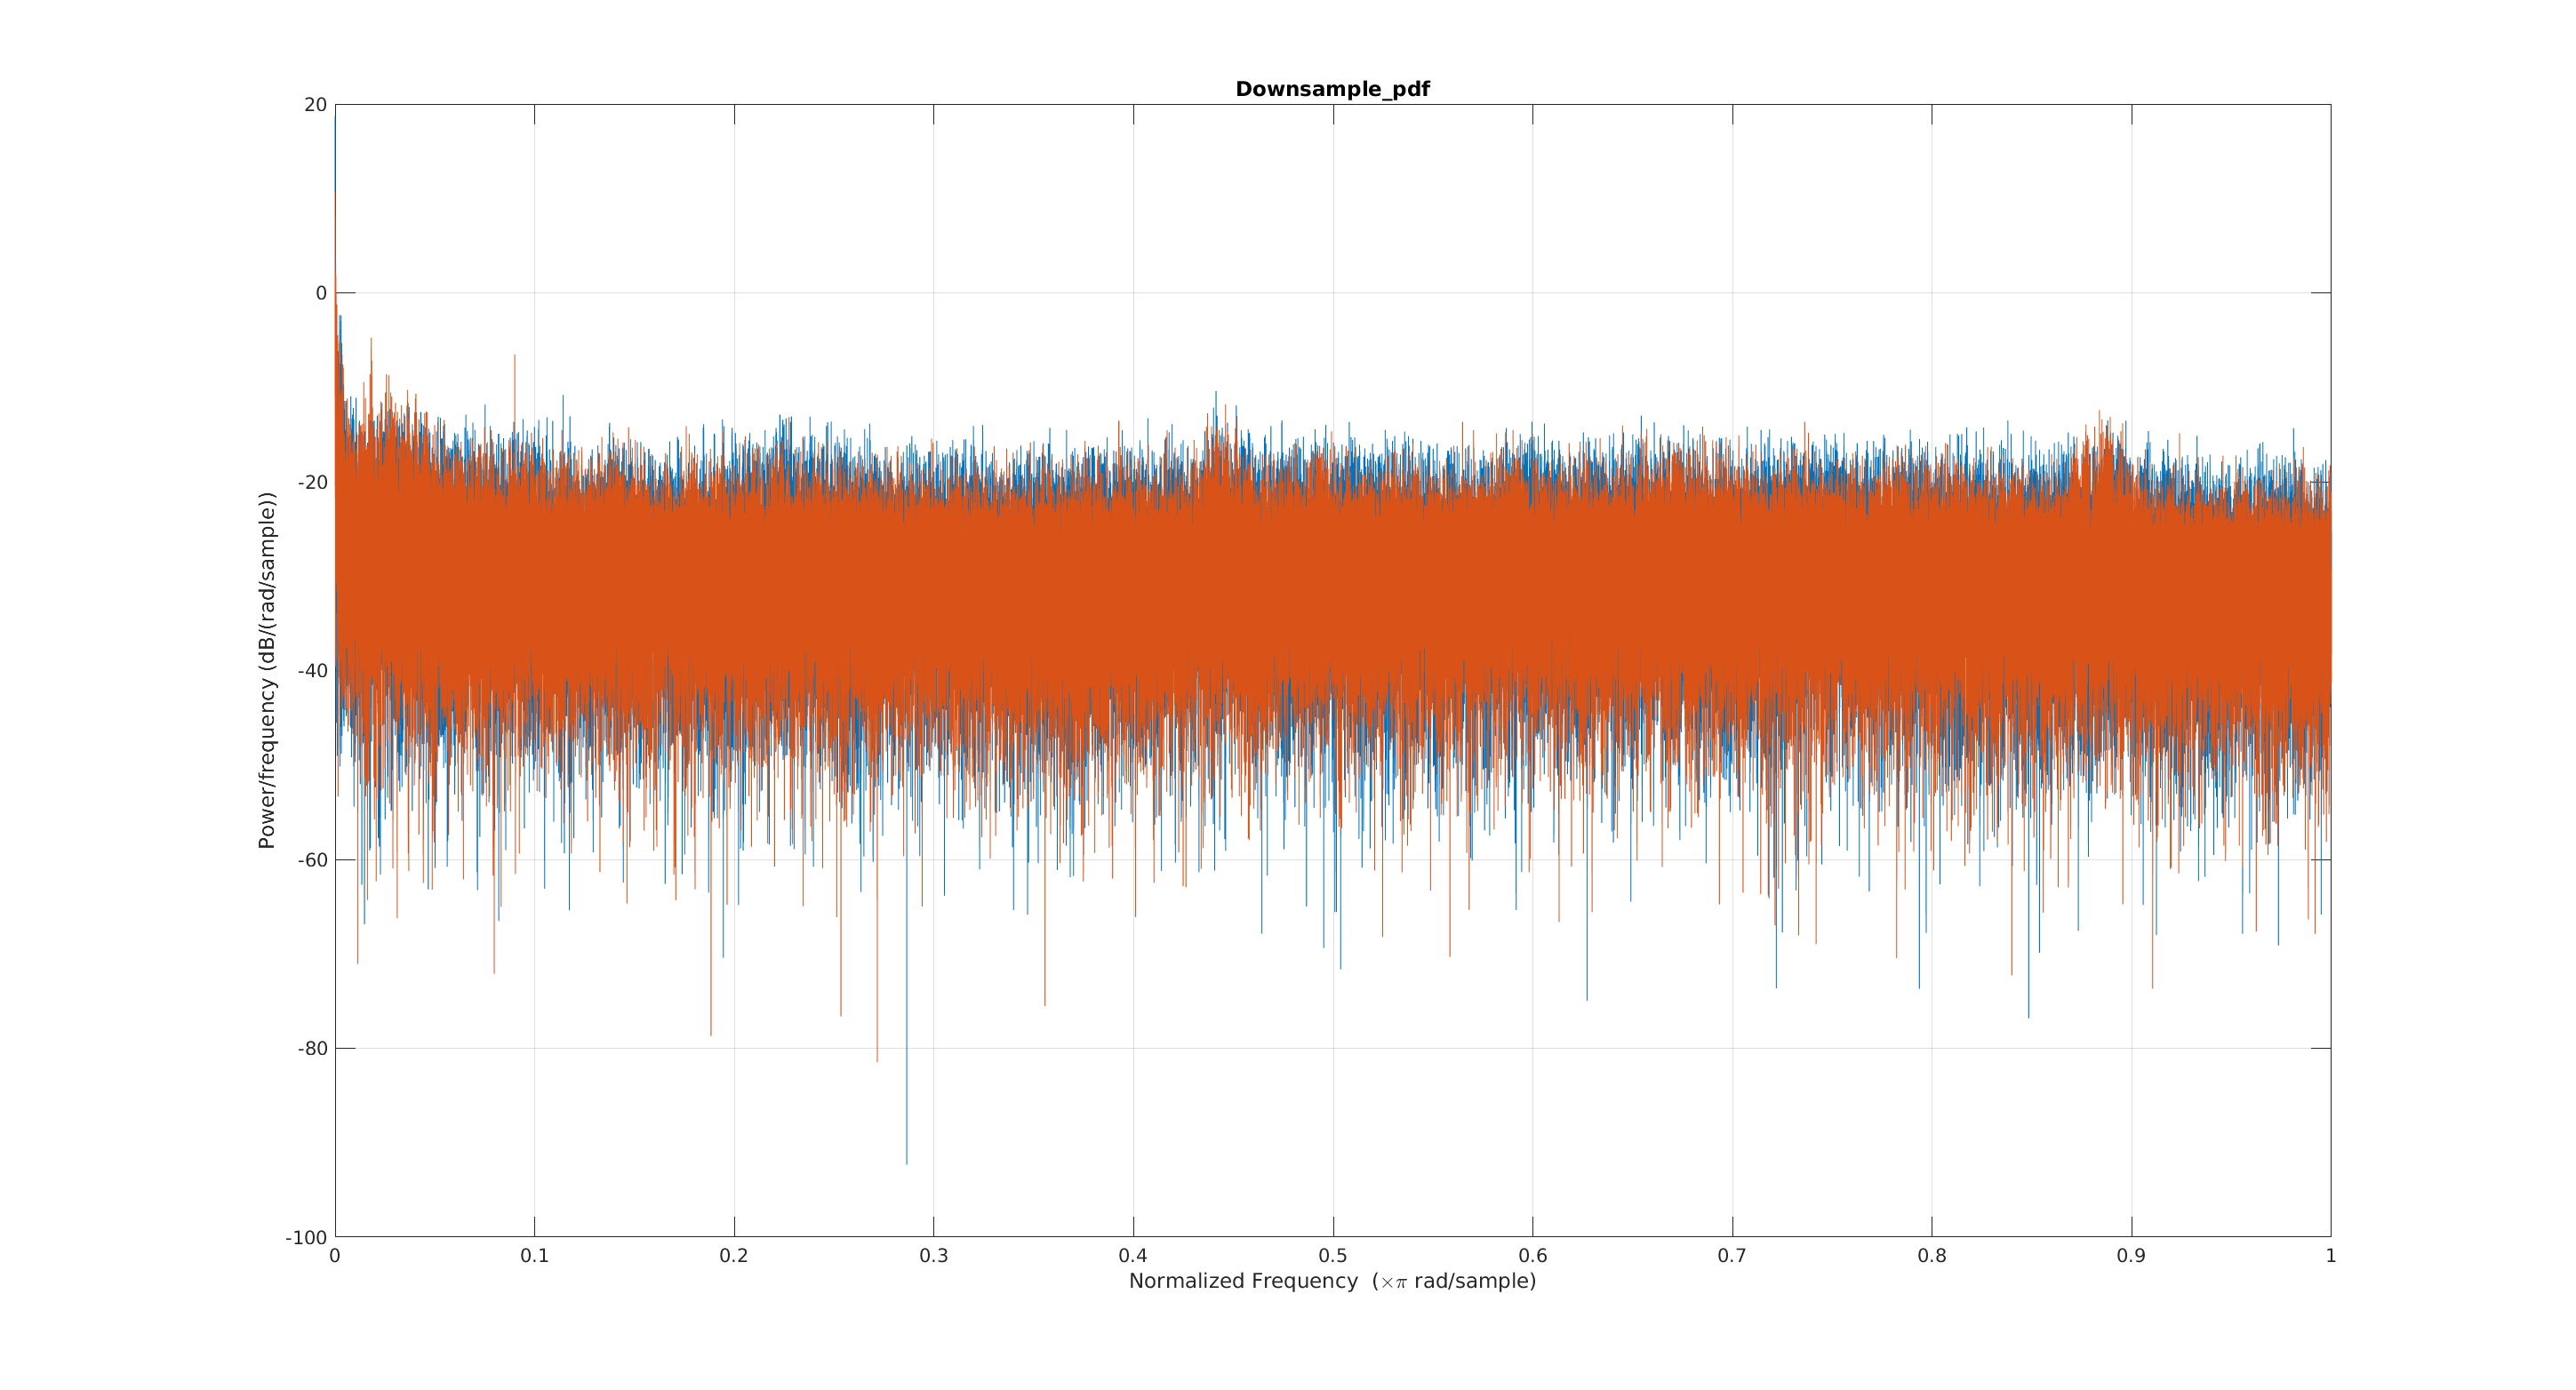 Downsample_pdf
20
0
-20
-40
-60
-80
-100
Power/frequency (dB/(rad/sample))
0 0.1 0.2 0.3 0.4 0.5 0.6 0.7 0.8 0.9 1
Normalized Frequency (×π rad/sample)